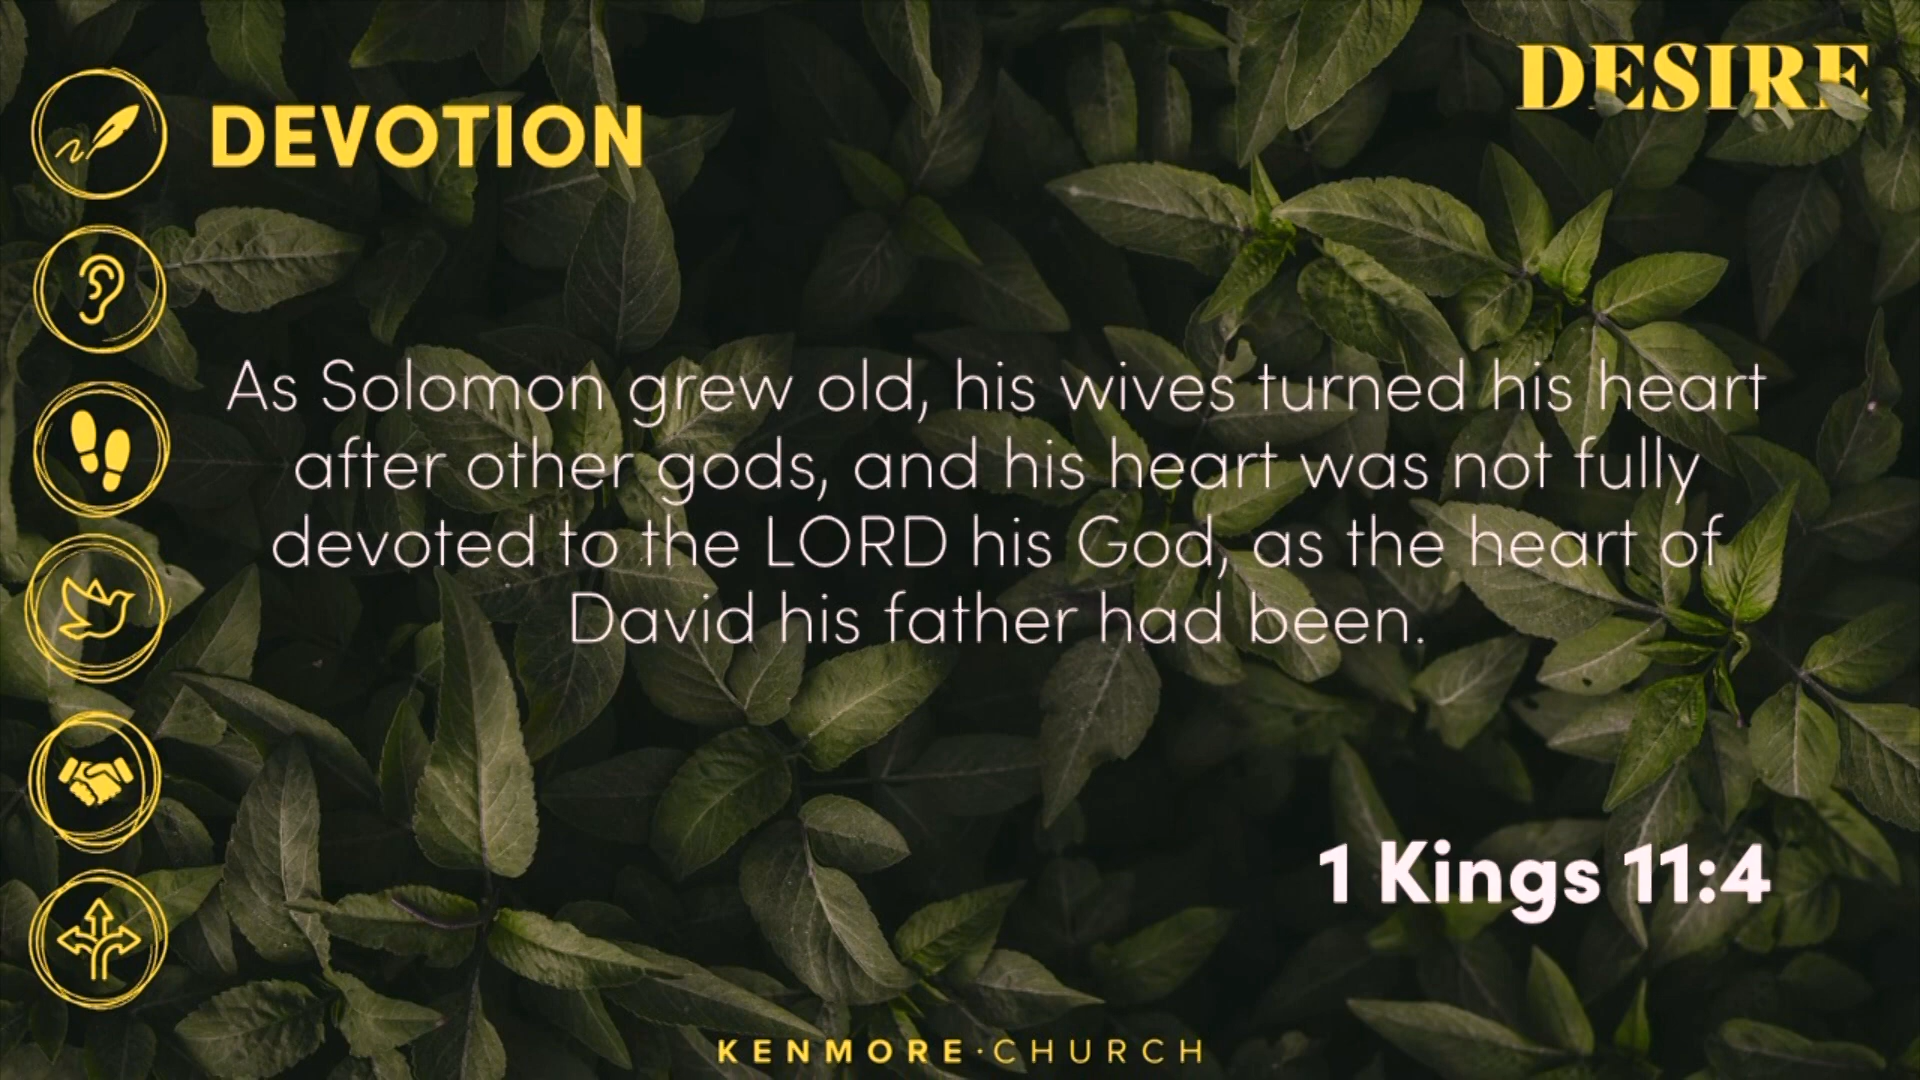 DESIRE
DEVOTION
As Solomon grew old, his wives turned his heart
after other gods, and his heart was not fully
devoted to the LORD his God, as the heart of
David his father had been.
1 Kings 11:4
KENMORE·CHURCH